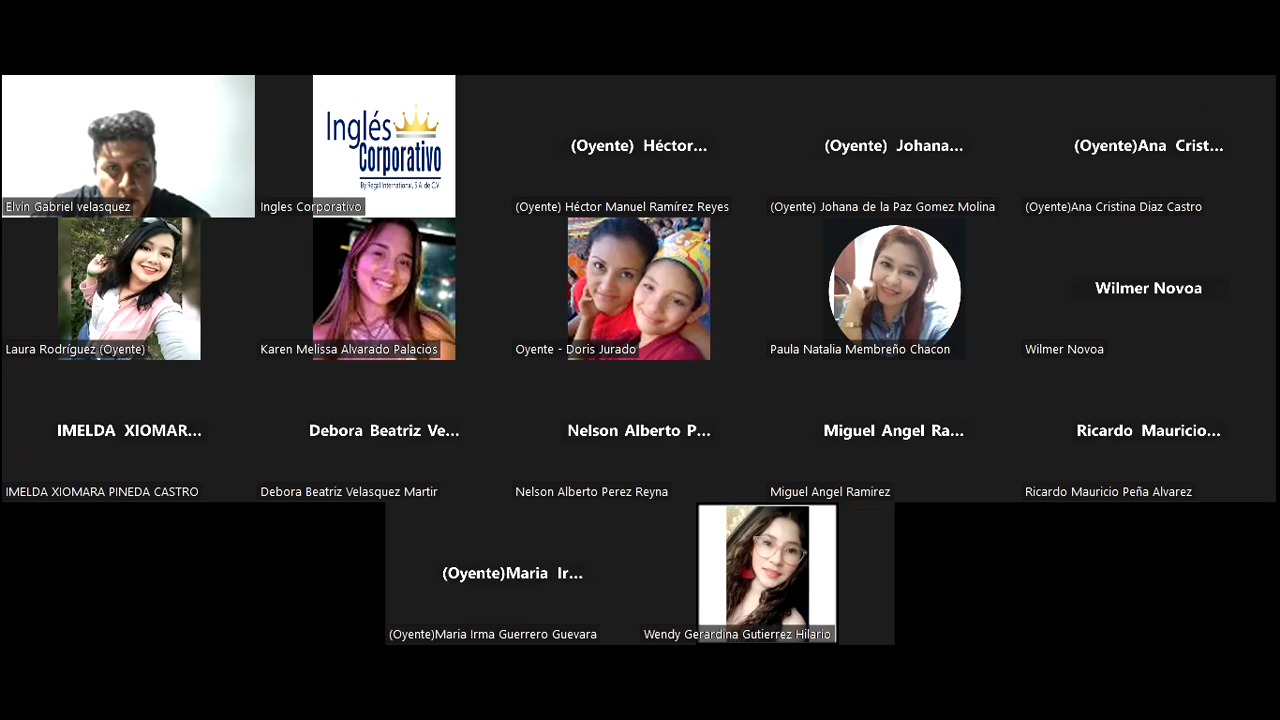 Inglés
Corporativo
By Regal International, S.A. de C.V.
(Oyente) Héctor...
(Oyente) Johana...
(Oyente)Ana Crist...
Elvin Gabriel velasquez
Ingles Corporativo
(Oyente) Héctor Manuel Ramírez Reyes
(Oyente) Johana de la Paz Gomez Molina
(Oyente)Ana Cristina Diaz Castro
Wilmer Novoa
Laura Rodríguez (Oyente)
Karen Melissa Alvarado Palacios
Oyente - Doris Jurado
Paula Natalia Membreño Chacon
Wilmer Novoa
IMELDA XIOMAR...
Debora Beatriz Ve...
Nelson Alberto P...
Miguel Angel Ra...
Ricardo Mauricio...
IMELDA XIOMARA PINEDA CASTRO
Debora Beatriz Velasquez Martir
Nelson Alberto Perez Reyna
Miguel Angel Ramirez
Ricardo Mauricio Peña Alvarez
(Oyente)Maria Ir...
(Oyente)Maria Irma Guerrero Guevara
Wendy Gerardina Gutierrez Hilario